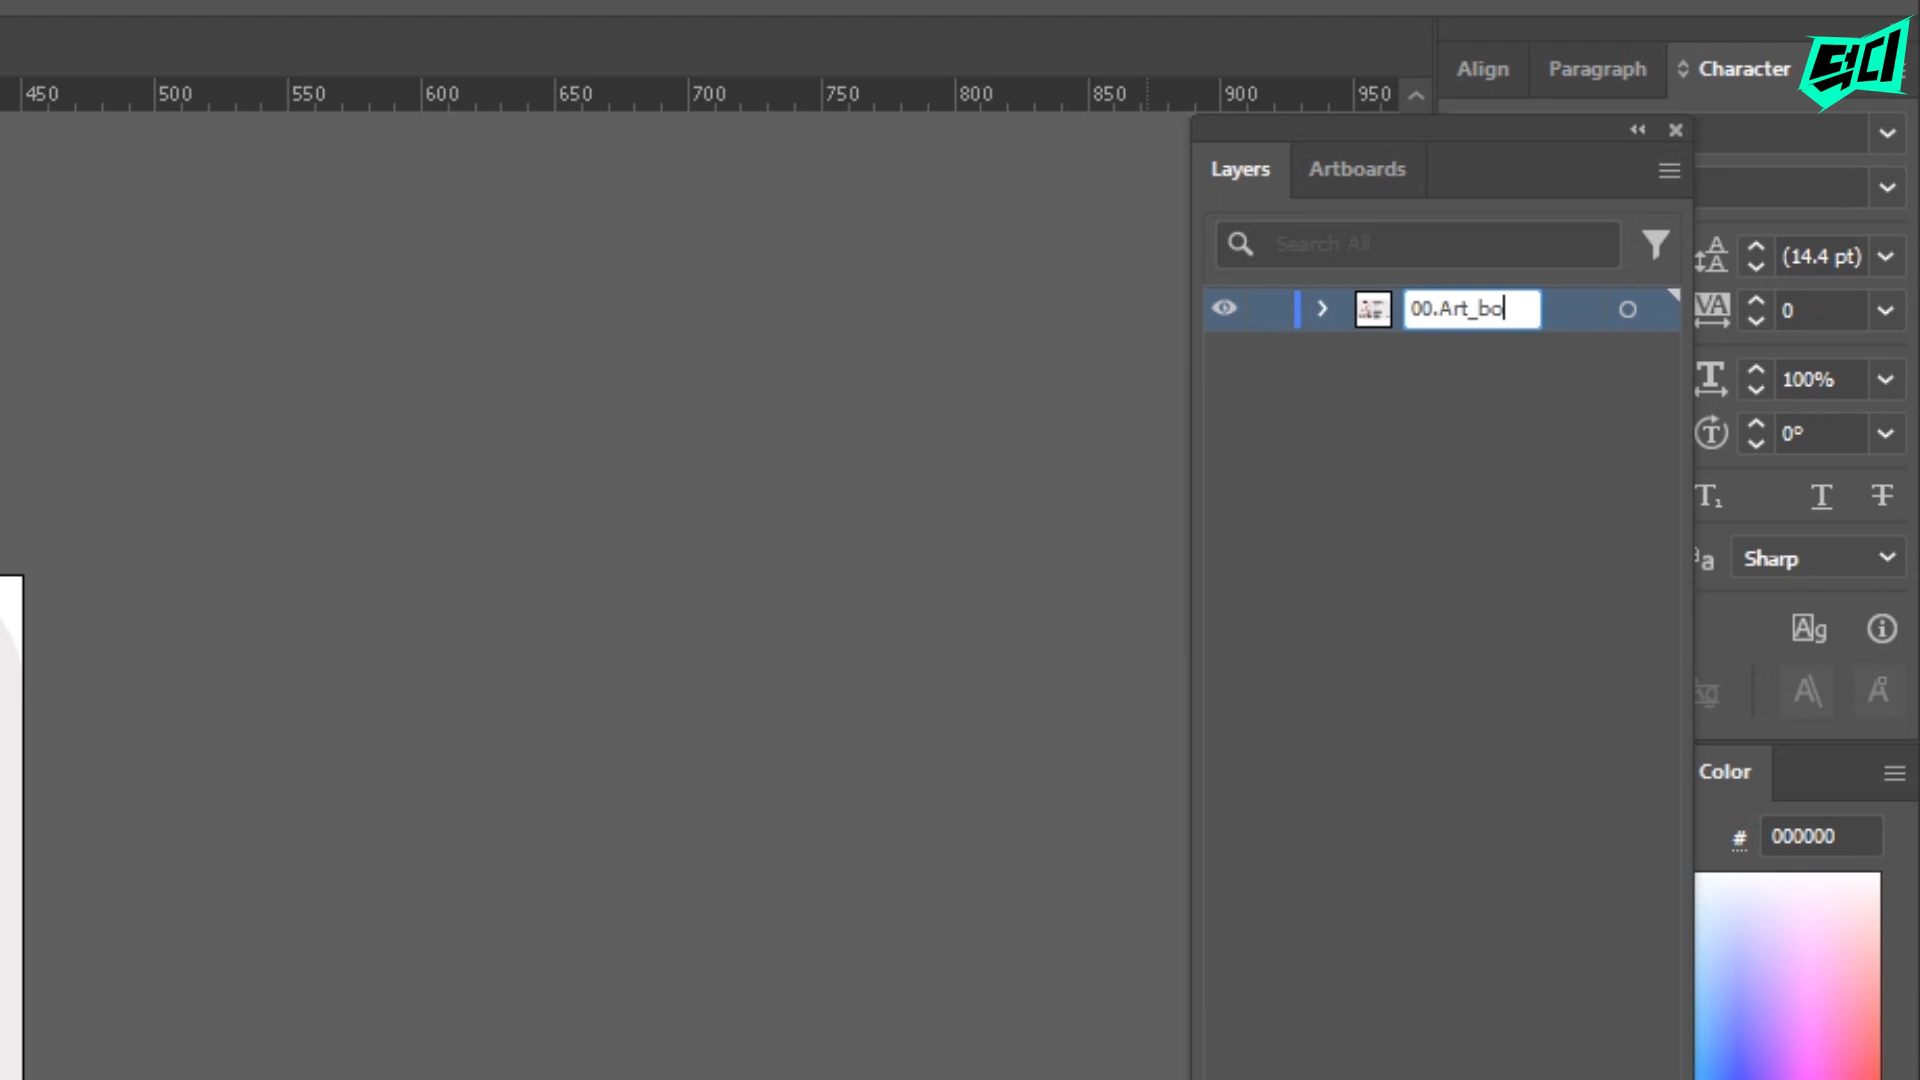 Align Paragraph Character
450 500 550 600 650 700 750 800 850 900 950
Layers Artboards
Search All
(14.4 pt)
00.Art_bo
0
100%
0°
Sharp
Color
# 000000